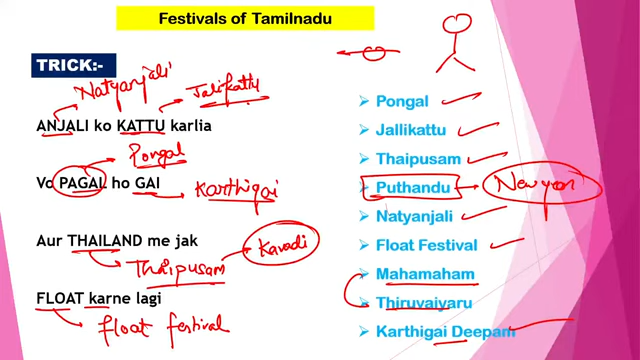 Festivals of Tamilnadu
TRICK:-
Natyanjali
Jalikattu
ANJALI ko KATTU karlia
Pongal
Vo PAGAL ho GAI
Karthigai
Aur THAILAND me jak
Thaipusam
Kavadi
FLOAT karne lagi
float festival
Pongal
Jallikattu
Thaipusam
Puthandu
New year
Natyanjali
Float Festival
Mahamaham
Thiruvaiyaru
Karthigai Deepam